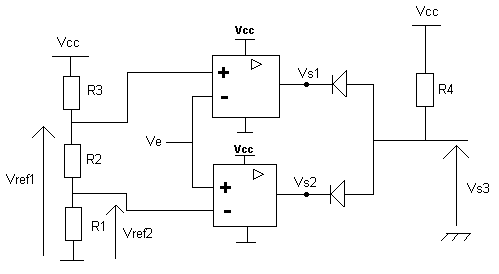 Vcc
Vcc
Vcc
R3
+
-
Vs1
R4
Ve
Vcc
R2
Vref1
+
-
Vs2
Vs3
R1
Vref2